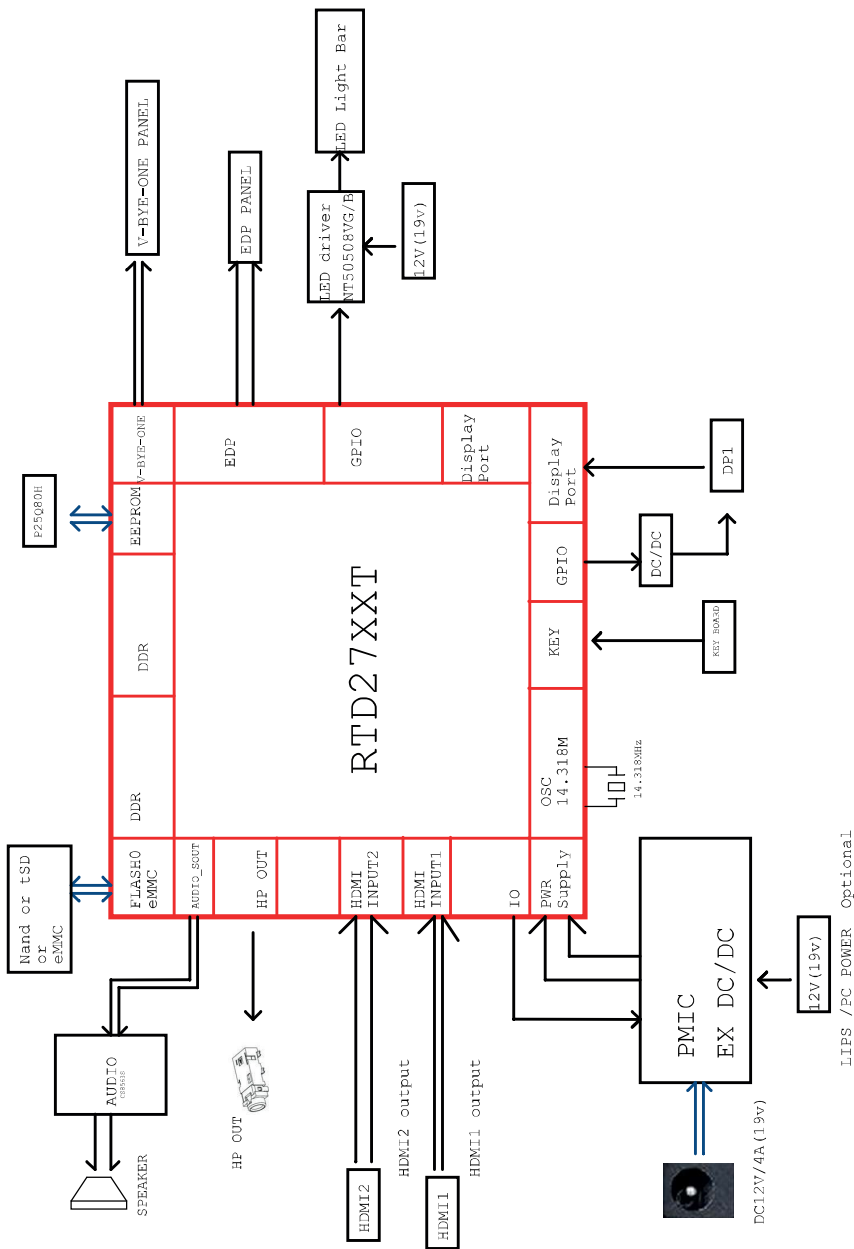 Nand or tSD
or
eMMC
P25Q80H
V-BYE-ONE PANEL
EDP PANEL
LED driver
NT50508VG/B
LED Light Bar
12V(19v)
SPEAKER
AUDIO
HP OUT
FLASH0
eMMC
DDR
DDR
EEPROM
V-BYE-ONE
AUDIO_SOUT
HP OUT
HDMI
INPUT2
HDMI
INPUT1
IO
PWR
Supply
RTD27XXT
EDP
GPIO
Display
Port
Display
Port
GPIO
KEY
OSC
14.318M
14.318MHz
HDMI2
HDMI2 output
HDMI1
HDMI1 output
DC12V/4A(19v)
PMIC
EX DC/DC
12V(19v)
LIPS /PC POWER Optional
KEY BOARD
DC/DC
DP1